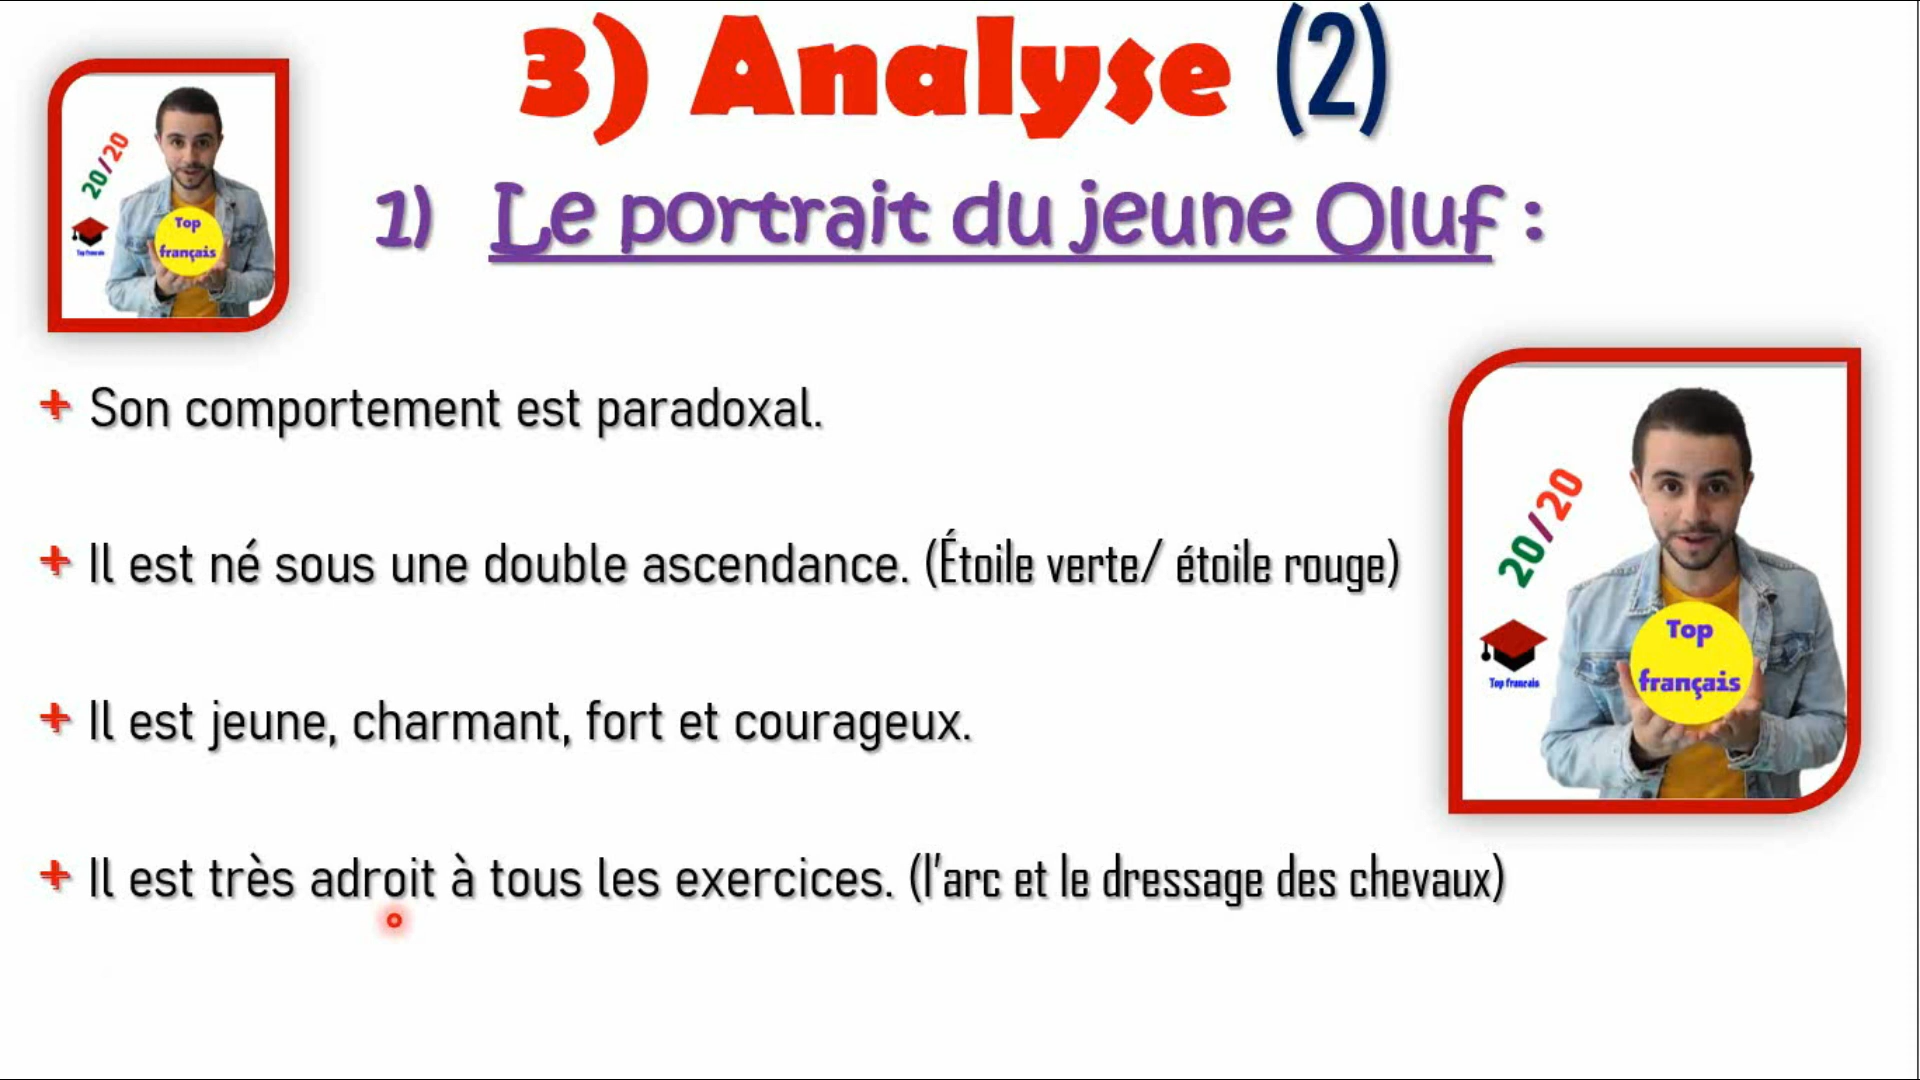 3) Analyse (2)
20/20
Top
français
Top français
1) Le portrait du jeune Oluf :
+ Son comportement est paradoxal.
+ Il est né sous une double ascendance. (Étoile verte/ étoile rouge)
+ Il est jeune, charmant, fort et courageux.
+ Il est très adroit à tous les exercices. (l'arc et le dressage des chevaux)
20/20
Top
français
Top français